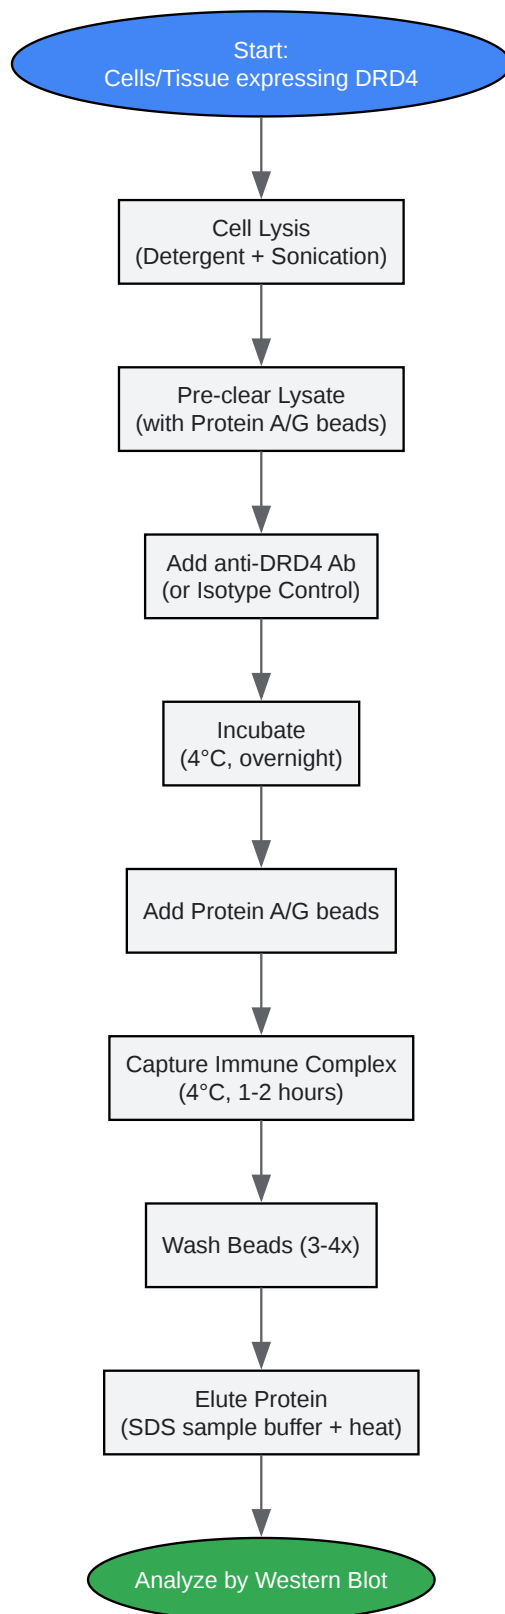 Start:
Cells/Tissue expressing DRD4
Cell Lysis
(Detergent + Sonication)
Pre-clear Lysate
(with Protein A/G beads)
Add anti-DRD4 Ab
(or Isotype Control)
Incubate
(4°C, overnight)
Add Protein A/G beads
Capture Immune Complex
(4°C, 1-2 hours)
Wash Beads (3-4x)
Elute Protein
(SDS sample buffer + heat)
Analyze by Western Blot